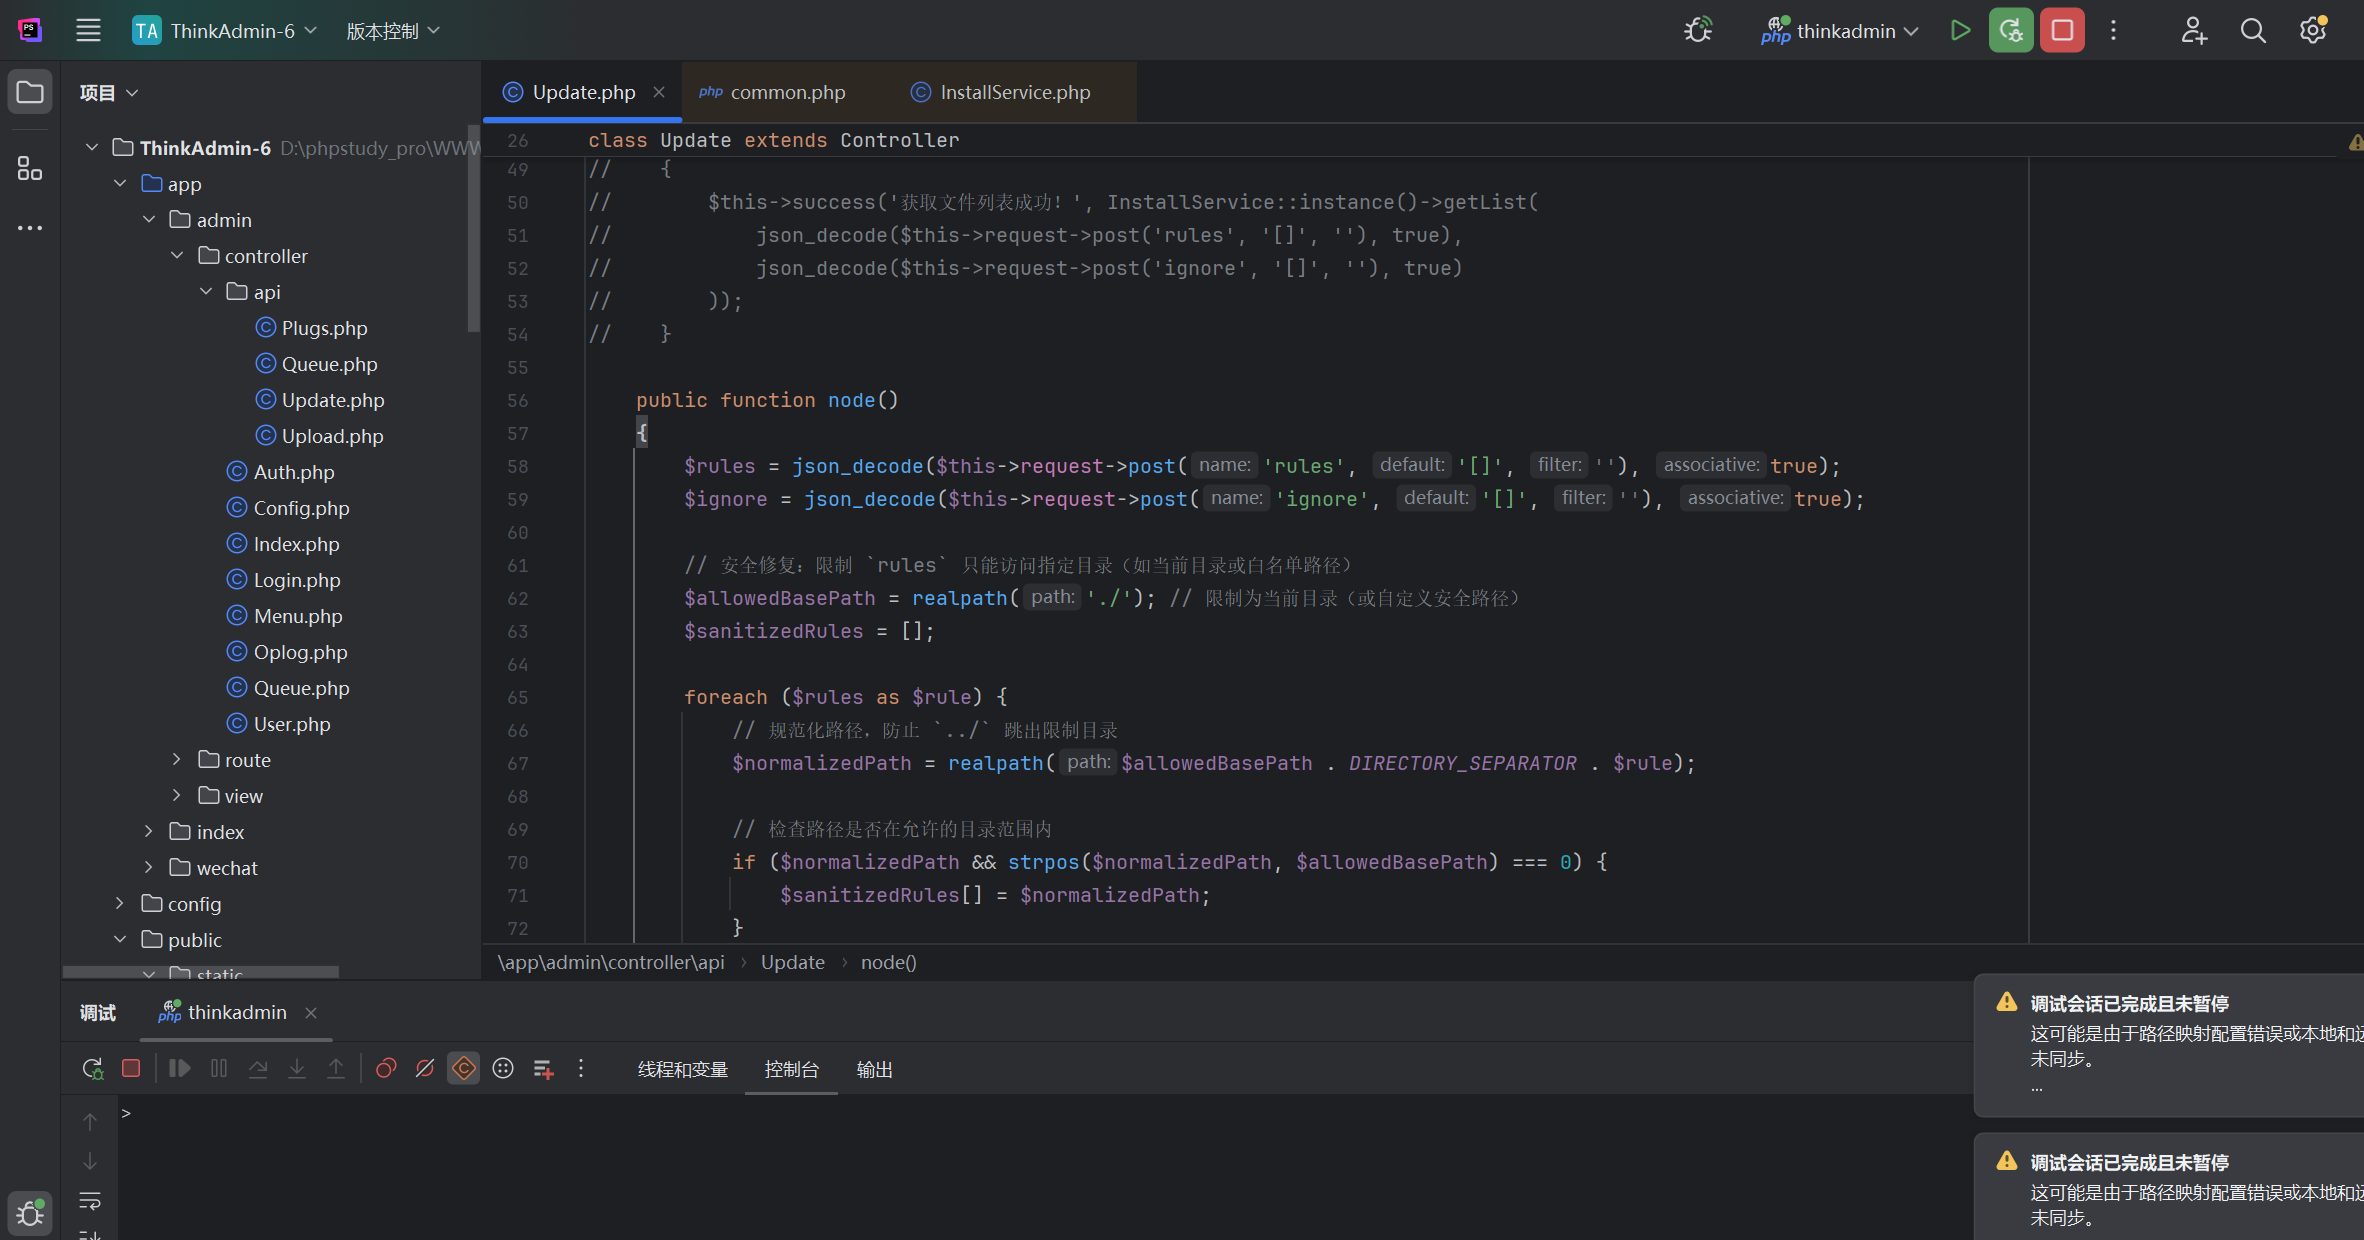 PS
TA ThinkAdmin-6 版本控制
php thinkadmin
项目
ThinkAdmin-6 D:\phpstudy_pro\WWW
app
admin
controller
api
Plugs.php
Queue.php
Update.php
Upload.php
Auth.php
Config.php
Index.php
Login.php
Menu.php
Oplog.php
Queue.php
User.php
route
view
index
wechat
config
public
static
Update.php
php common.php
InstallService.php
26 class Update extends Controller
49 //    {
50 //        $this->success('获取文件列表成功！', InstallService::instance()->getList(
51 //            json_decode($this->request->post('rules', '[]', ''), true),
52 //            json_decode($this->request->post('ignore', '[]', ''), true)
53 //        ));
54 //    }
55
56 public function node()
57 {
58 $rules = json_decode($this->request->post( name: 'rules', default: '[]', filter: ''), associative: true);
59 $ignore = json_decode($this->request->post( name: 'ignore', default: '[]', filter: ''), associative: true);
60
61 // 安全修复：限制 `rules` 只能访问指定目录（如当前目录或白名单路径）
62 $allowedBasePath = realpath( path: './'); // 限制为当前目录（或自定义安全路径）
63 $sanitizedRules = [];
64
65 foreach ($rules as $rule) {
66 // 规范化路径，防止 `../` 跳出限制目录
67 $normalizedPath = realpath( path: $allowedBasePath . DIRECTORY_SEPARATOR . $rule);
68
69 // 检查路径是否在允许的目录范围内
70 if ($normalizedPath && strpos($normalizedPath, $allowedBasePath) === 0) {
71 $sanitizedRules[] = $normalizedPath;
72 }
\app\admin\controller\api › Update › node()
调试 php thinkadmin
线程和变量 控制台 输出
>
调试会话已完成且未暂停
这可能是由于路径映射配置错误或本地和远
未同步。
...
调试会话已完成且未暂停
这可能是由于路径映射配置错误或本地和远
未同步。